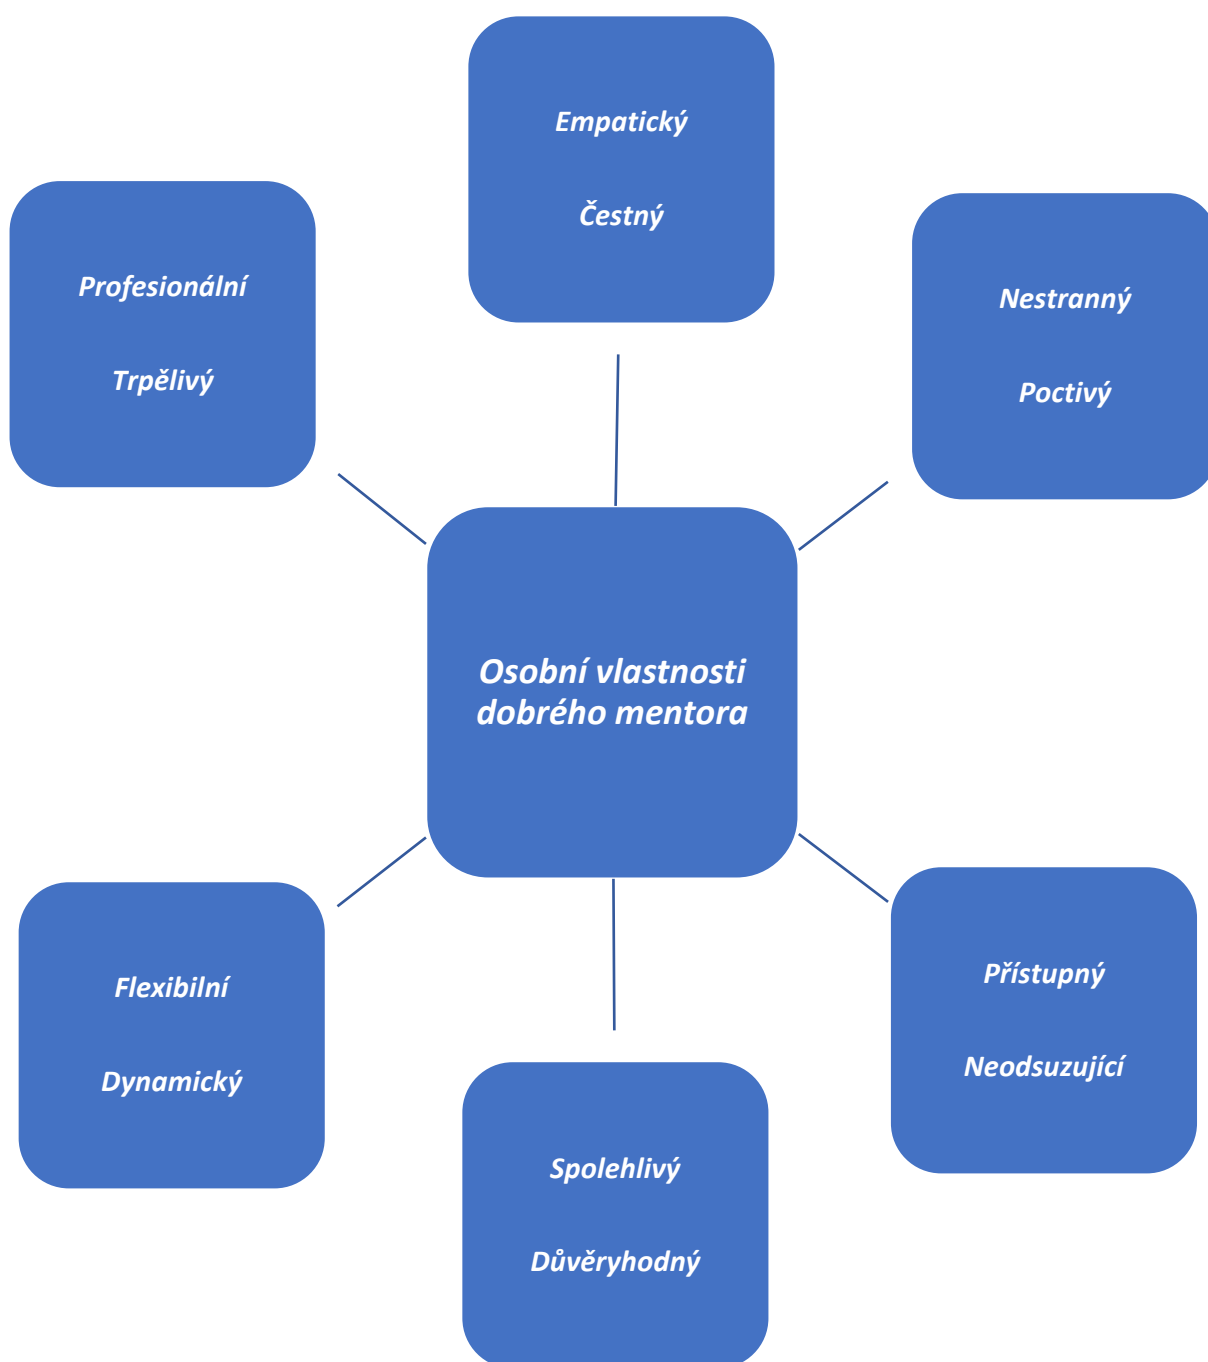 Empatický
Čestný
Profesionální
Trpělivý
Nestranný
Poctivý
Osobní vlastnosti
dobrého mentora
Flexibilní
Dynamický
Přístupný
Neodsuzující
Spolehlivý
Důvěryhodný